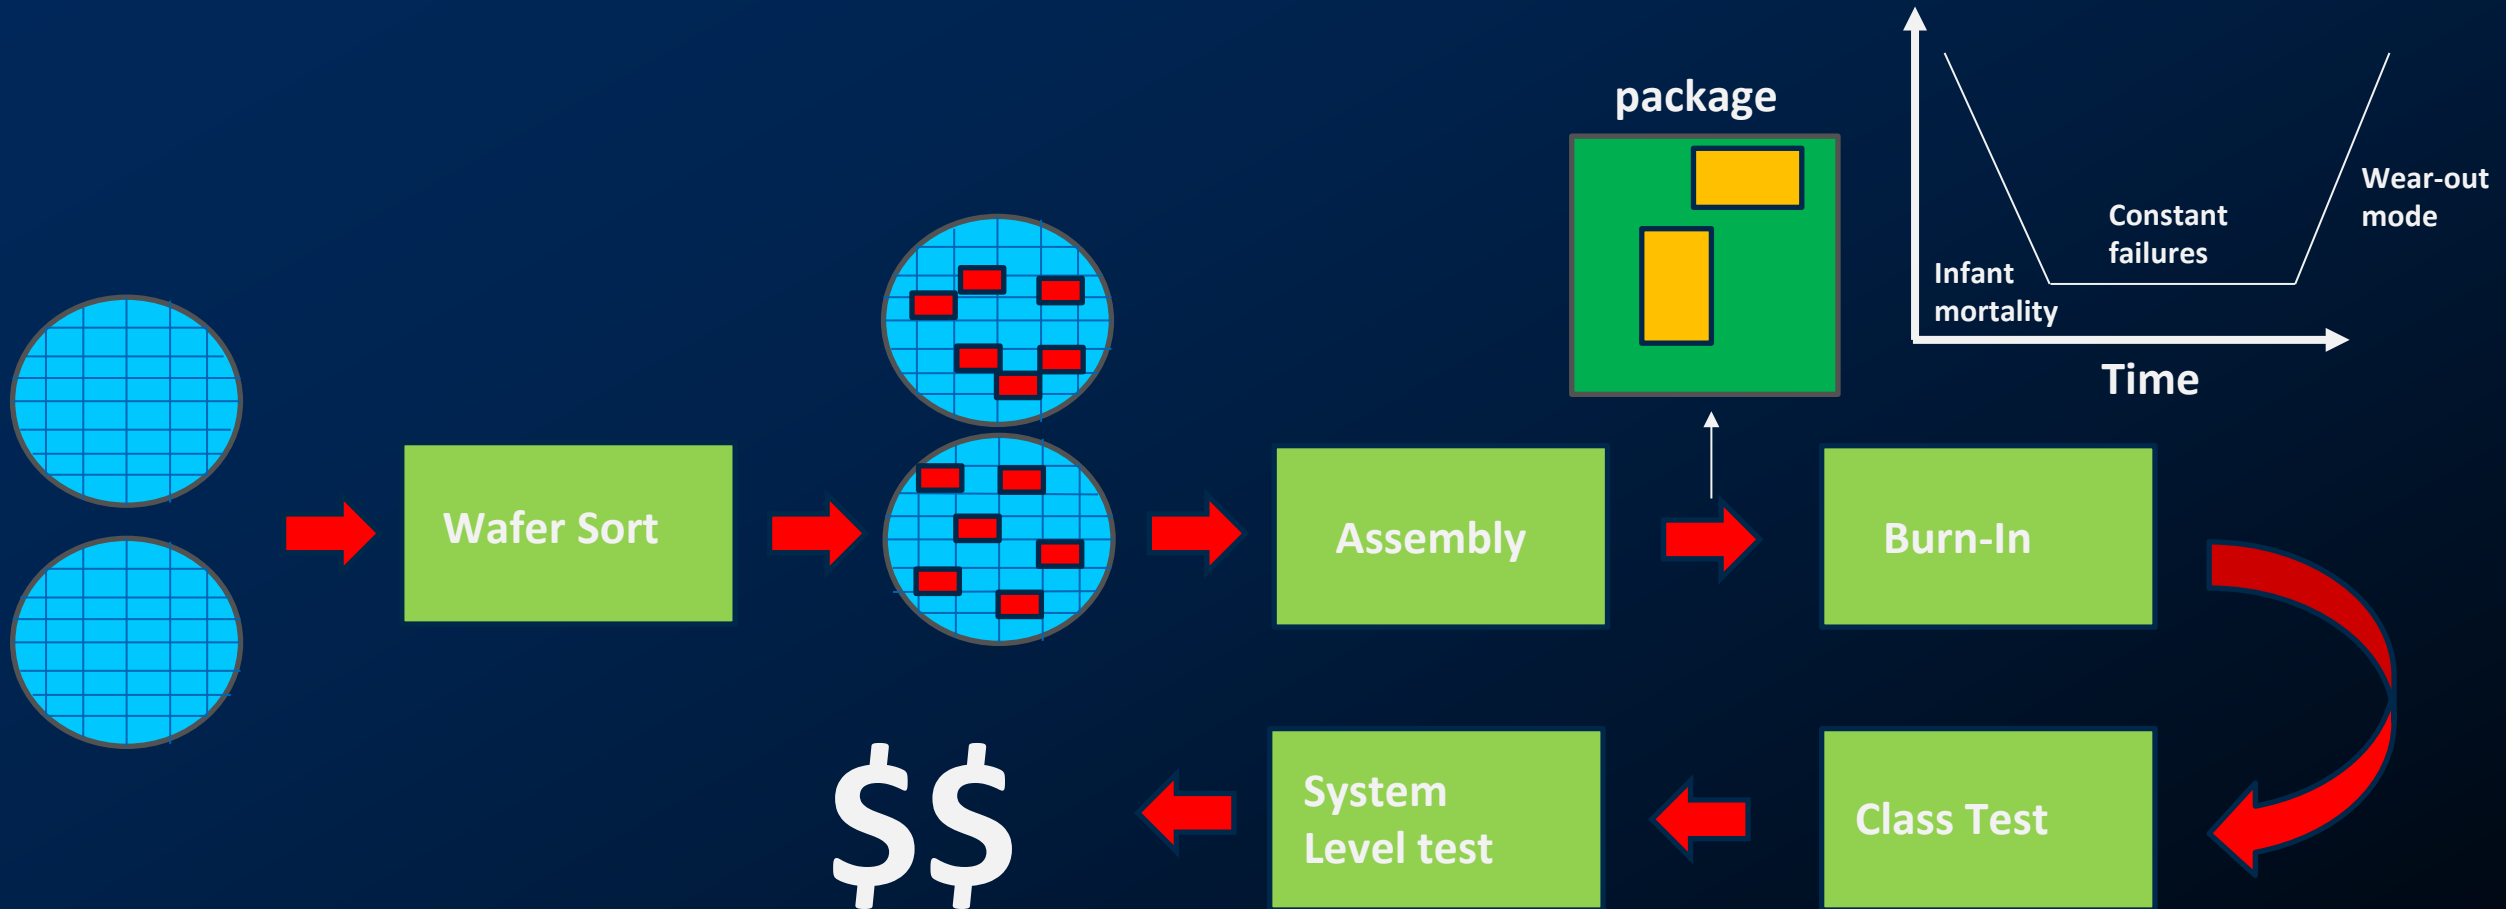 package
Wear-out
mode
Constant
failures
Infant
mortality
Time
Wafer Sort
Assembly
Burn-In
$$
System
Level test
Class Test